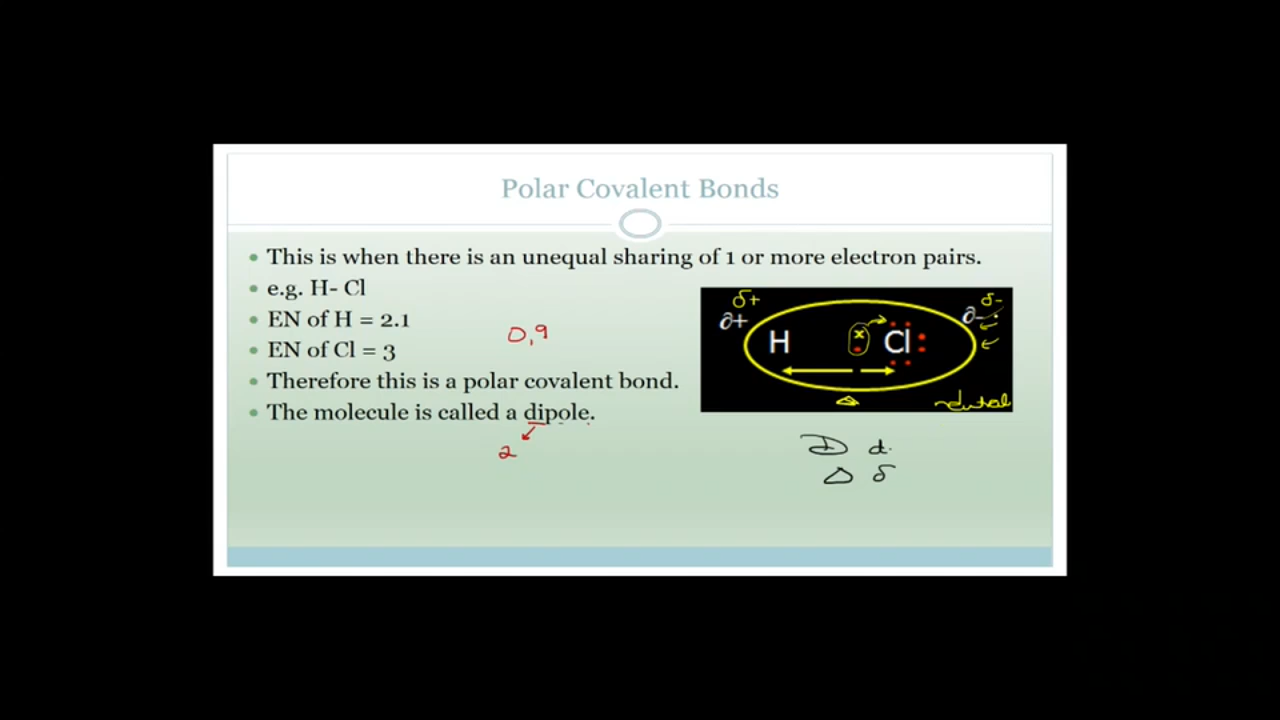 Polar Covalent Bonds
This is when there is an unequal sharing of 1 or more electron pairs.
e.g. H- Cl
EN of H = 2.1
EN of Cl = 3
Therefore this is a polar covalent bond.
The molecule is called a dipole.
0,9
2
δ+
δ-
∂+
∂-
H x Cl
Δ
neutral
D d
Δ δ